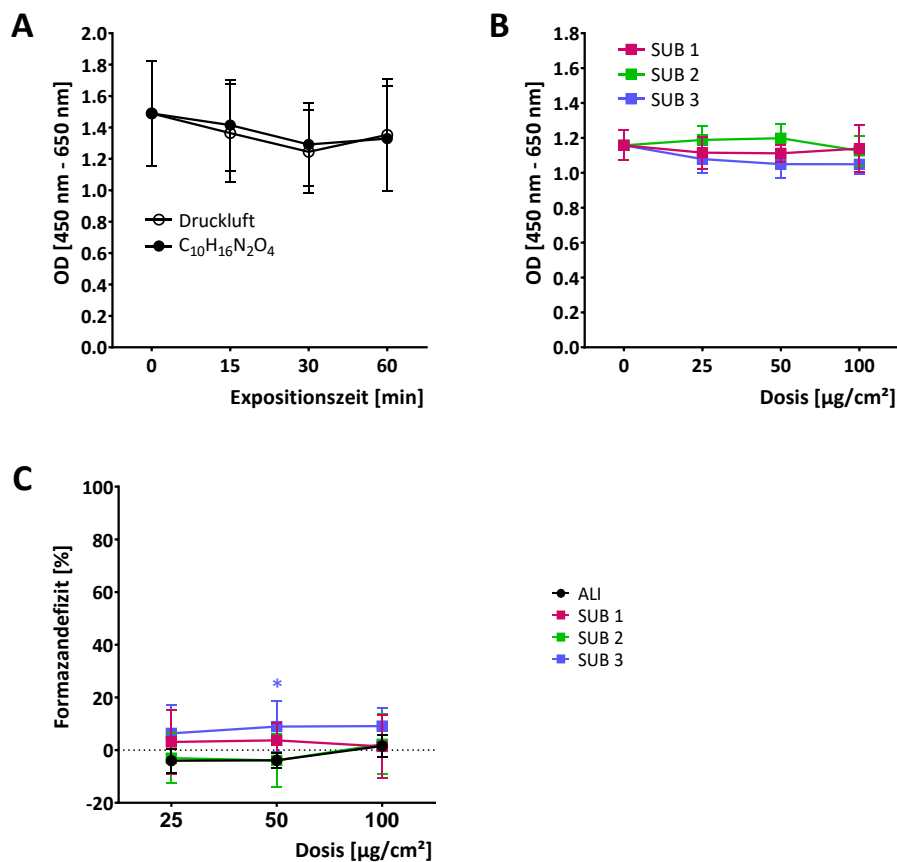 A
OD [450 nm - 650 nm]
2.0
1.8
1.6
1.4
1.2
1.0
0.8
0.6
0.4
0.2
0.0
Druckluft
C₁₀H₁₆N₂O₄
0 15 30 60
Expositionszeit [min]
B
OD [450 nm - 650 nm]
1.8
1.6
1.4
1.2
1.0
0.8
0.6
0.4
0.2
0.0
SUB 1
SUB 2
SUB 3
0 25 50 100
Dosis [µg/cm²]
C
Formazandefizit [%]
100
80
60
40
20
0
-20
*
25 50 100
Dosis [µg/cm²]
ALI
SUB 1
SUB 2
SUB 3